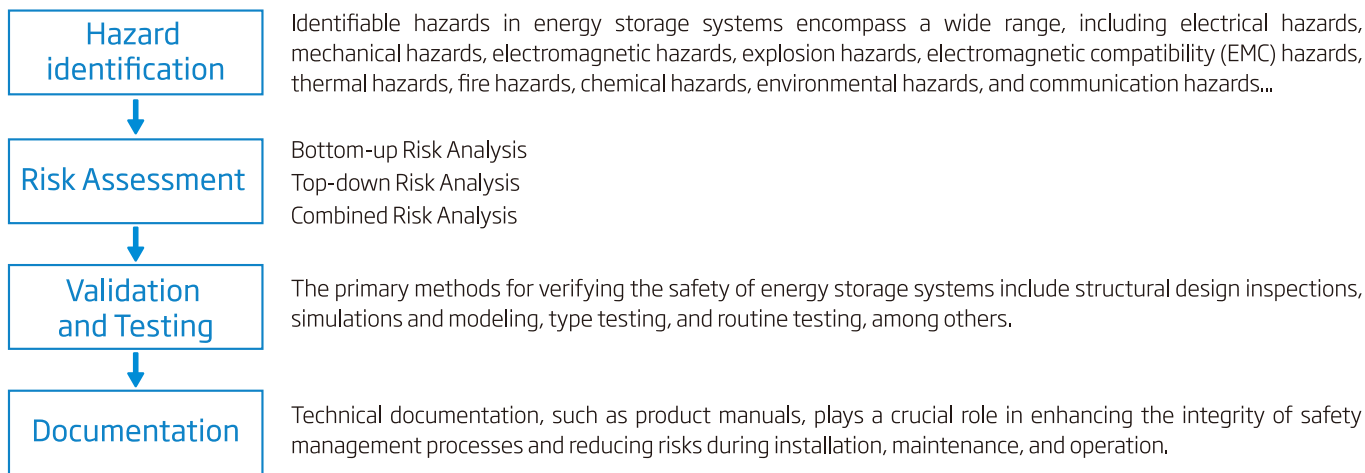 Hazard
identification
Identifiable hazards in energy storage systems encompass a wide range, including electrical hazards,
mechanical hazards, electromagnetic hazards, explosion hazards, electromagnetic compatibility (EMC) hazards,
thermal hazards, fire hazards, chemical hazards, environmental hazards, and communication hazards...
Risk Assessment
Bottom-up Risk Analysis
Top-down Risk Analysis
Combined Risk Analysis
Validation
and Testing
The primary methods for verifying the safety of energy storage systems include structural design inspections,
simulations and modeling, type testing, and routine testing, among others.
Documentation
Technical documentation, such as product manuals, plays a crucial role in enhancing the integrity of safety
management processes and reducing risks during installation, maintenance, and operation.